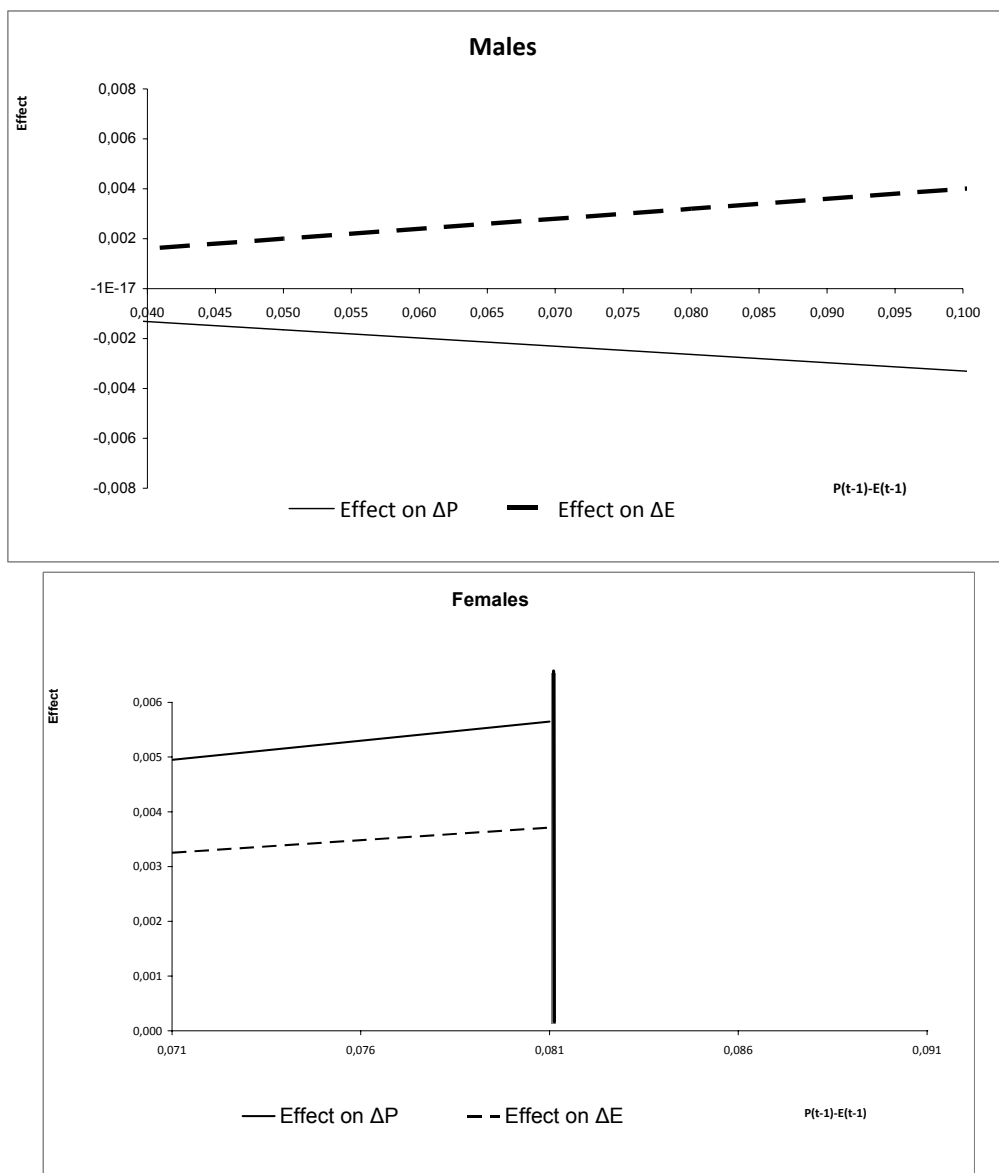 Males
Effect
0,008
0,006
0,004
0,002
-1E-17
0,040 0,045 0,050 0,055 0,060 0,065 0,070 0,075 0,080 0,085 0,090 0,095 0,100
-0,002
-0,004
-0,006
-0,008
P(t-1)-E(t-1)
Effect on ΔP Effect on ΔE
Females
Effect
0,006
0,005
0,004
0,003
0,002
0,001
0,000
0,071 0,076 0,081 0,086 0,091
Effect on ΔP Effect on ΔE P(t-1)-E(t-1)